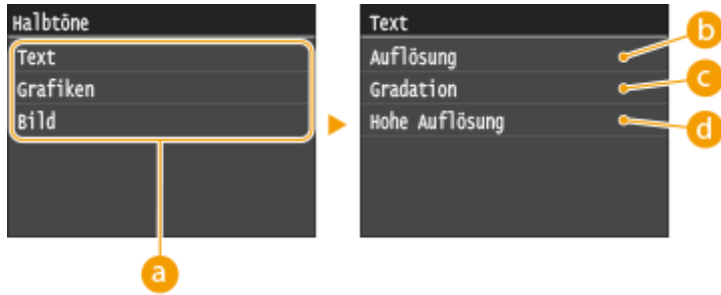 Halbtöne
Text
Grafiken
Bild
a
Text
Auflösung
b
Gradation
c
Hohe Auflösung
d